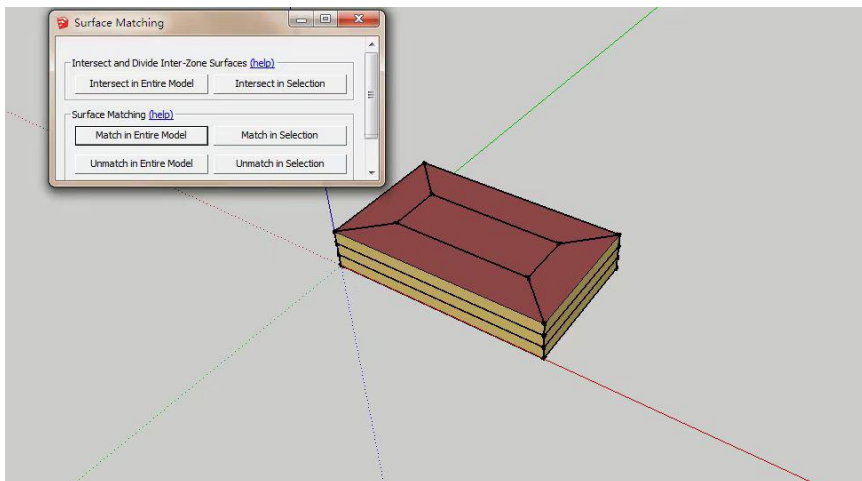 Surface Matching
Intersect and Divide Inter-Zone Surfaces (help)
Intersect in Entire Model
Intersect in Selection
Surface Matching (help)
Match in Entire Model
Match in Selection
Unmatch in Entire Model
Unmatch in Selection